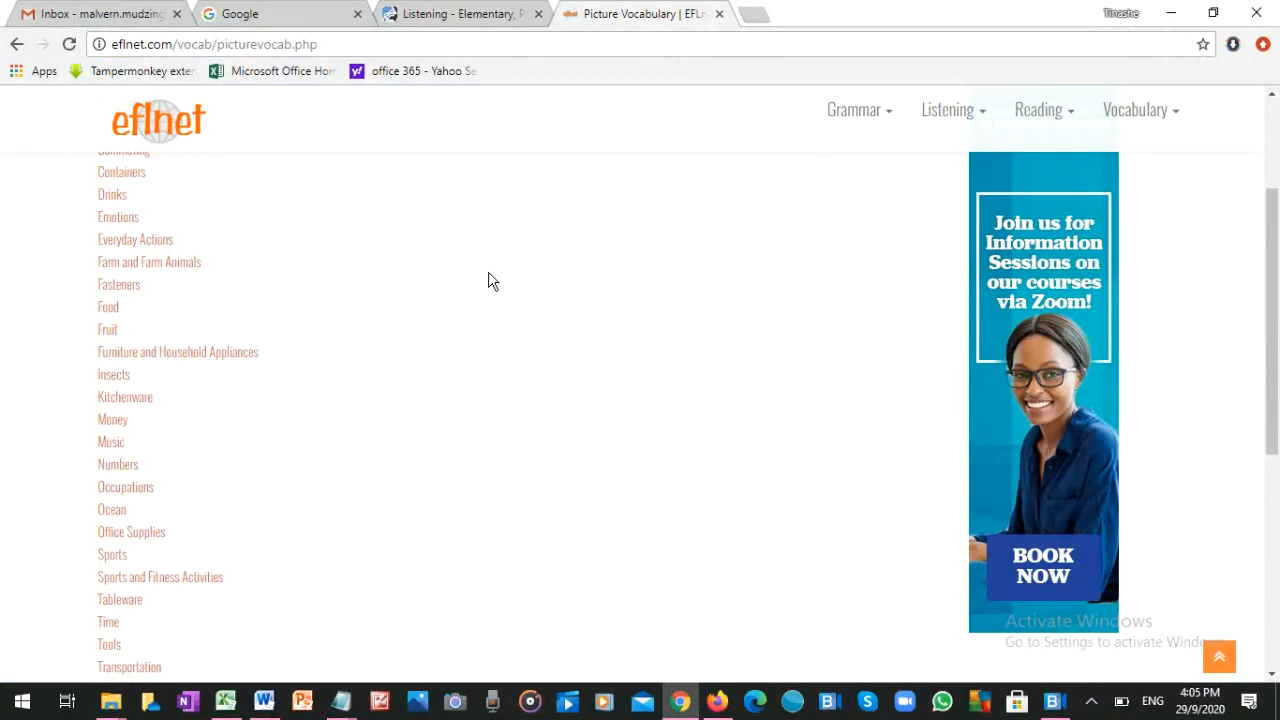 Inbox - malvern.mudzing
Google
Listening - Elementary, P
Picture Vocabulary | EFLn
Tinashe
eflnet.com/vocab/picturevocab.php
Apps
Tampermonkey exter
Microsoft Office Hom
office 365 - Yahoo Se
eflnet
Grammar
Listening
Reading
Vocabulary
Commuting
Containers
Drinks
Emotions
Everyday Actions
Farm and Farm Animals
Fasteners
Food
Fruit
Furniture and Household Appliances
Insects
Kitchenware
Money
Music
Numbers
Occupations
Ocean
Office Supplies
Sports
Sports and Fitness Activities
Tableware
Time
Tools
Transportation
Join us for
Information
Sessions on
our courses
via Zoom!
BOOK
NOW
Activate Windows
Go to Settings to activate Windows.
ENG
4:05 PM
29/9/2020